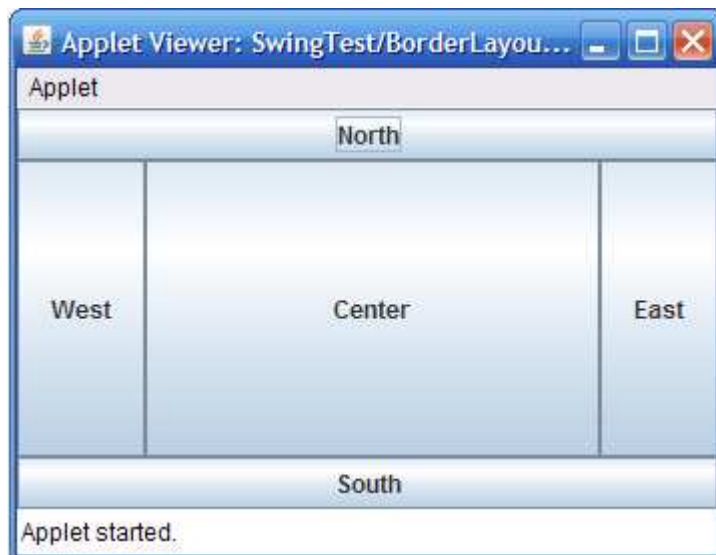 Applet Viewer: SwingTest/BorderLayou...
Applet
North
West Center East
South
Applet started.